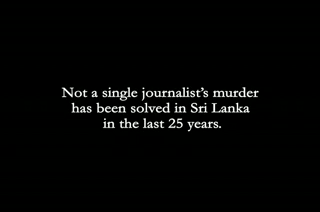 Not a single journalist's murder
has been solved in Sri Lanka
in the last 25 years.